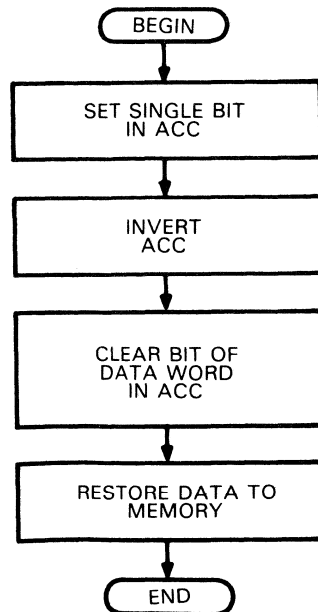 BEGIN
SET SINGLE BIT
IN ACC
INVERT
ACC
CLEAR BIT OF
DATA WORD
IN ACC
RESTORE DATA TO
MEMORY
END